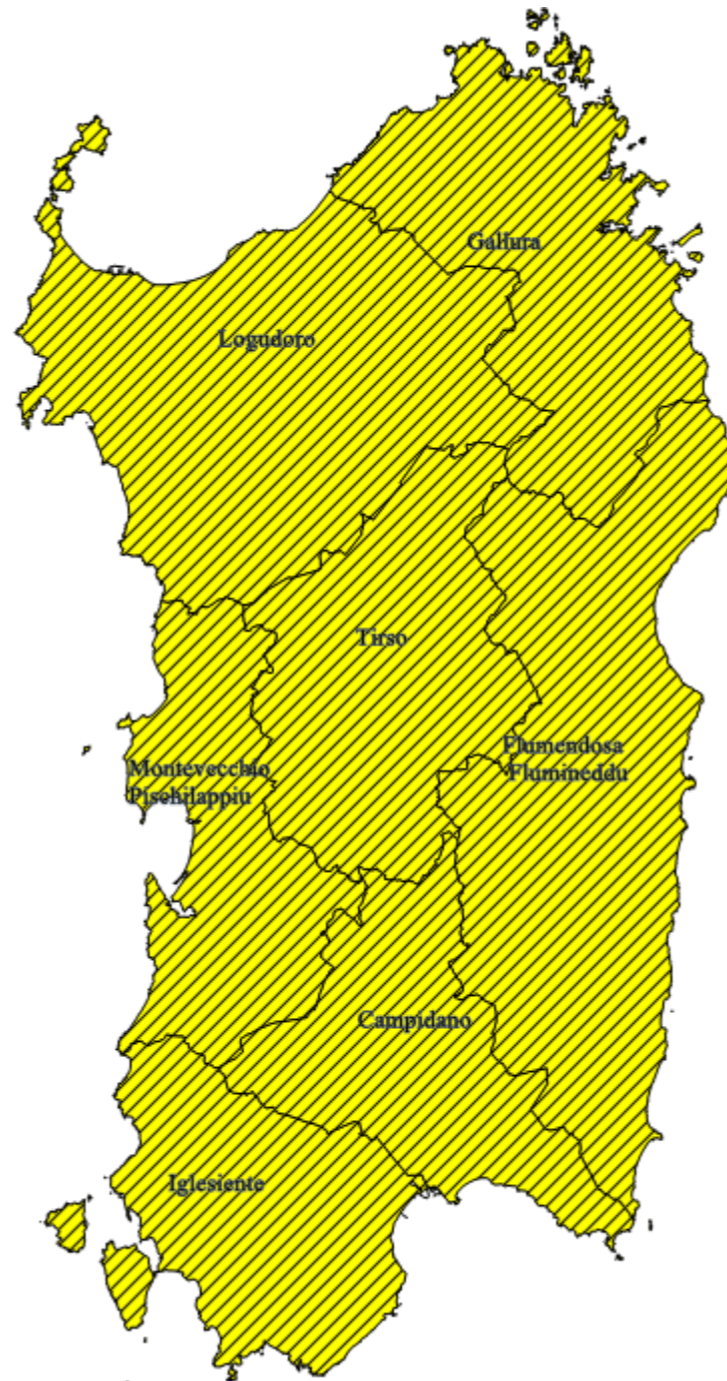 Gallura
Logudoro
Tirso
Flumendosa
Flumineddu
Montevecchio
Pischilappiu
Campidano
Iglesiente